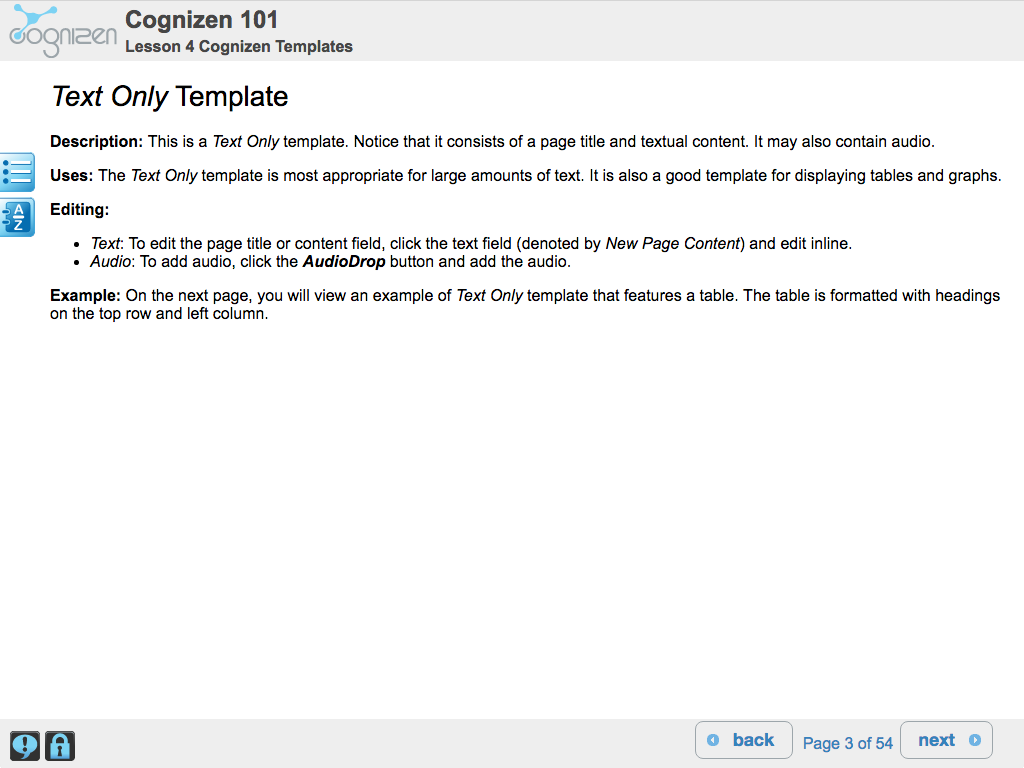 cognizen
Cognizen 101
Lesson 4 Cognizen Templates
Text Only Template
Description: This is a Text Only template. Notice that it consists of a page title and textual content. It may also contain audio.
Uses: The Text Only template is most appropriate for large amounts of text. It is also a good template for displaying tables and graphs.
A
Z
Editing:
• Text: To edit the page title or content field, click the text field (denoted by New Page Content) and edit inline.
• Audio: To add audio, click the AudioDrop button and add the audio.
Example: On the next page, you will view an example of Text Only template that features a table. The table is formatted with headings
on the top row and left column.
back
Page 3 of 54
next